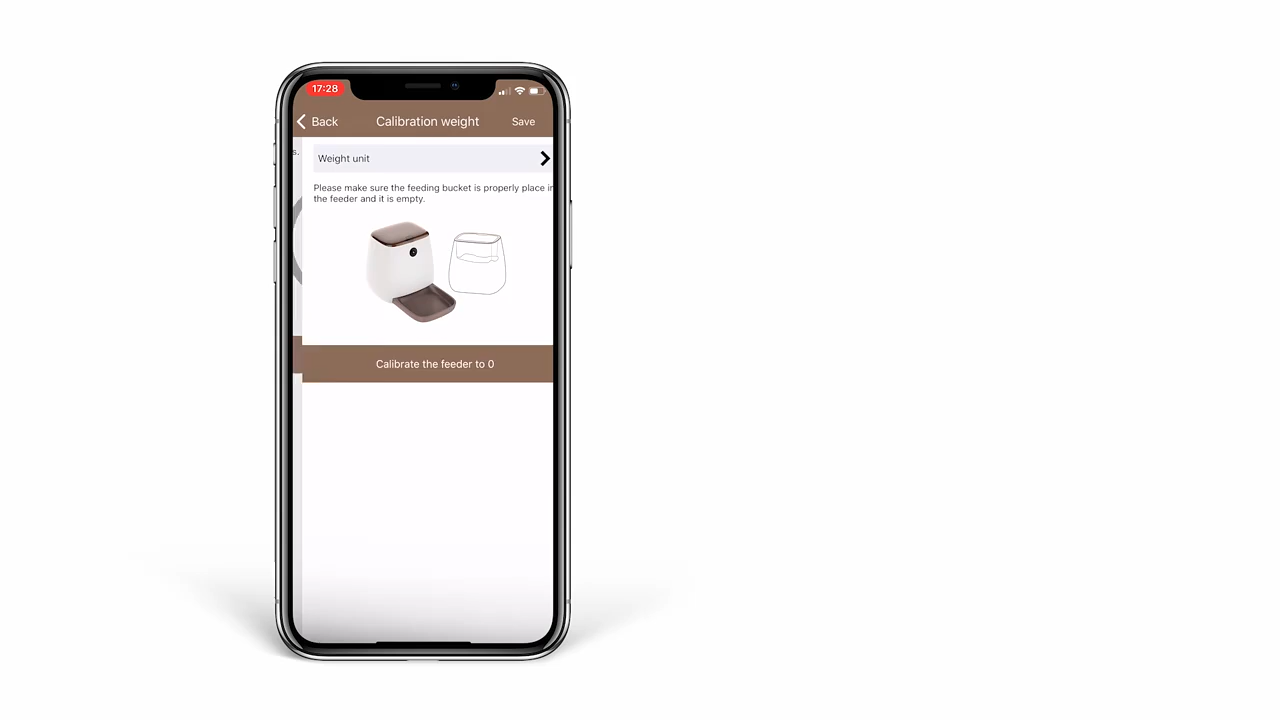 17:28
Back Calibration weight Save
s.
Weight unit
Please make sure the feeding bucket is properly place in
the feeder and it is empty.
Calibrate the feeder to 0